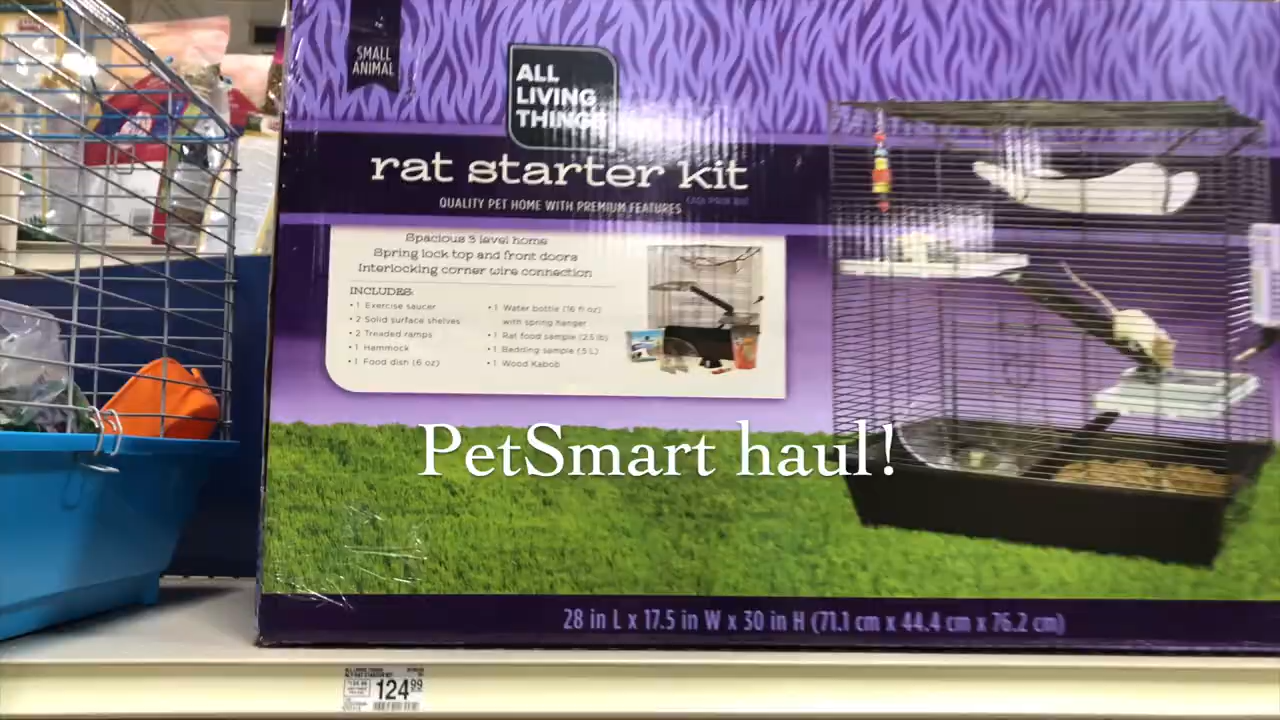 SMALL
ANIMAL
ALL
LIVING
THINGS
rat starter kit
QUALITY PET HOME WITH PREMIUM FEATURES
Spacious 3 level home
Spring lock top and front doors
Interlocking corner wire connection
INCLUDES:
• 1 Exercise saucer
• 2 Solid surface shelves
• 2 Treaded ramps
• 1 Hammock
• 1 Food dish (6 oz)
• 1 Water bottle (16 fl oz)
with spring hanger
• 1 Rat food sample (2.5 lb)
• 1 Bedding sample (5 L)
• 1 Wood Kabob
PetSmart haul!
28 in L x 17.5 in W x 30 in H (71.1 cm x 44.4 cm x 76.2 cm)
124.99